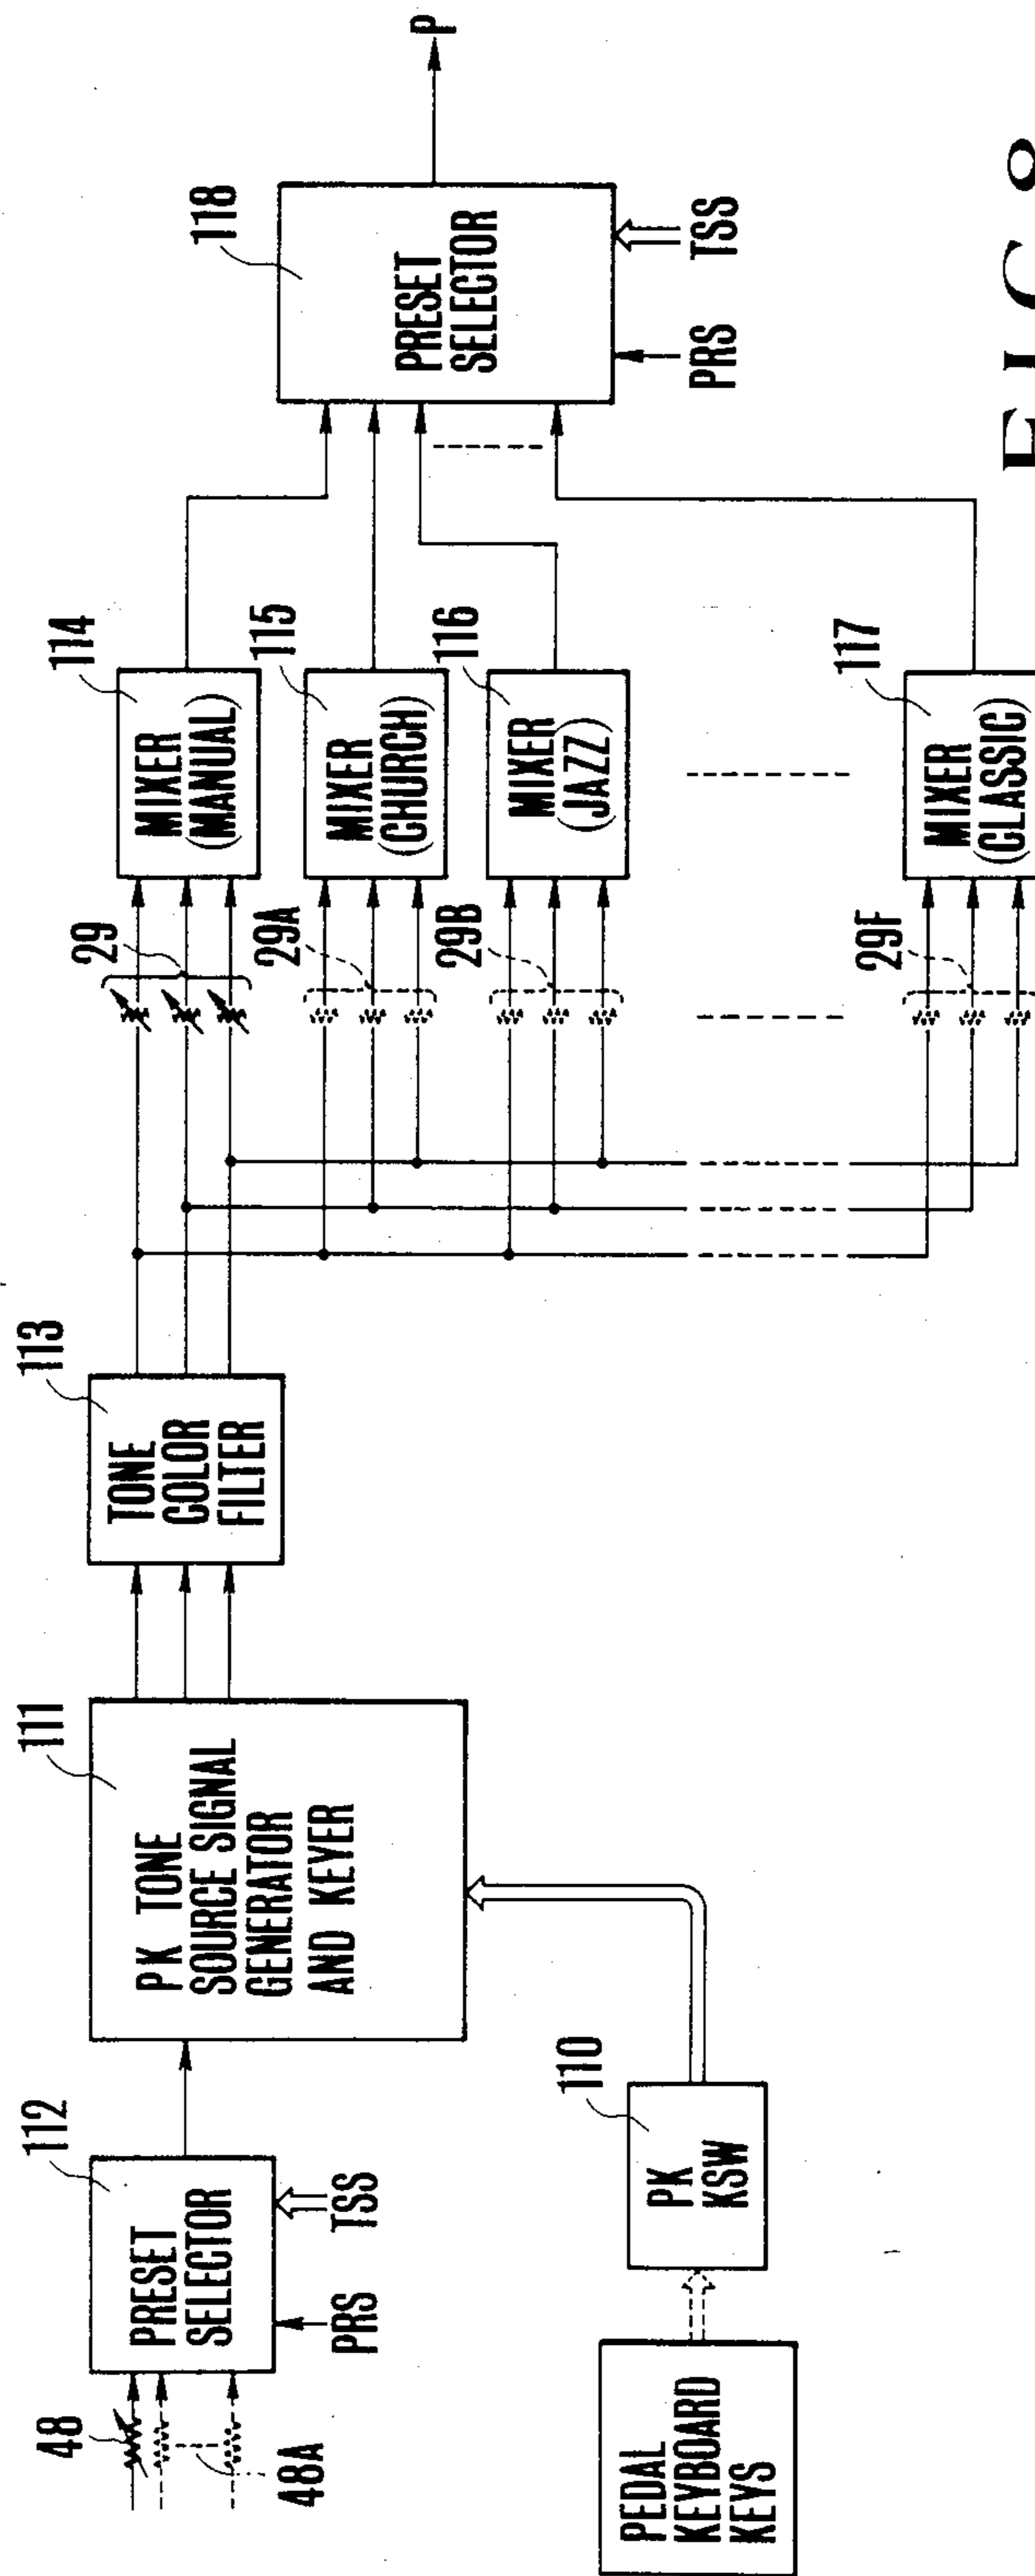 48
48A
112
PRESET
SELECTOR
PRS
TSS
PEDAL
KEYBOARD
KEYS
110
PK
KSW
111
PK TONE
SOURCE SIGNAL
GENERATOR
AND KEYER
113
TONE
COLOR
FILTER
29
29A
29B
29F
114
MIXER
(MANUAL)
115
MIXER
(CHURCH)
116
MIXER
(JAZZ)
117
MIXER
(CLASSIC)
118
PRESET
SELECTOR
PRS
TSS
P